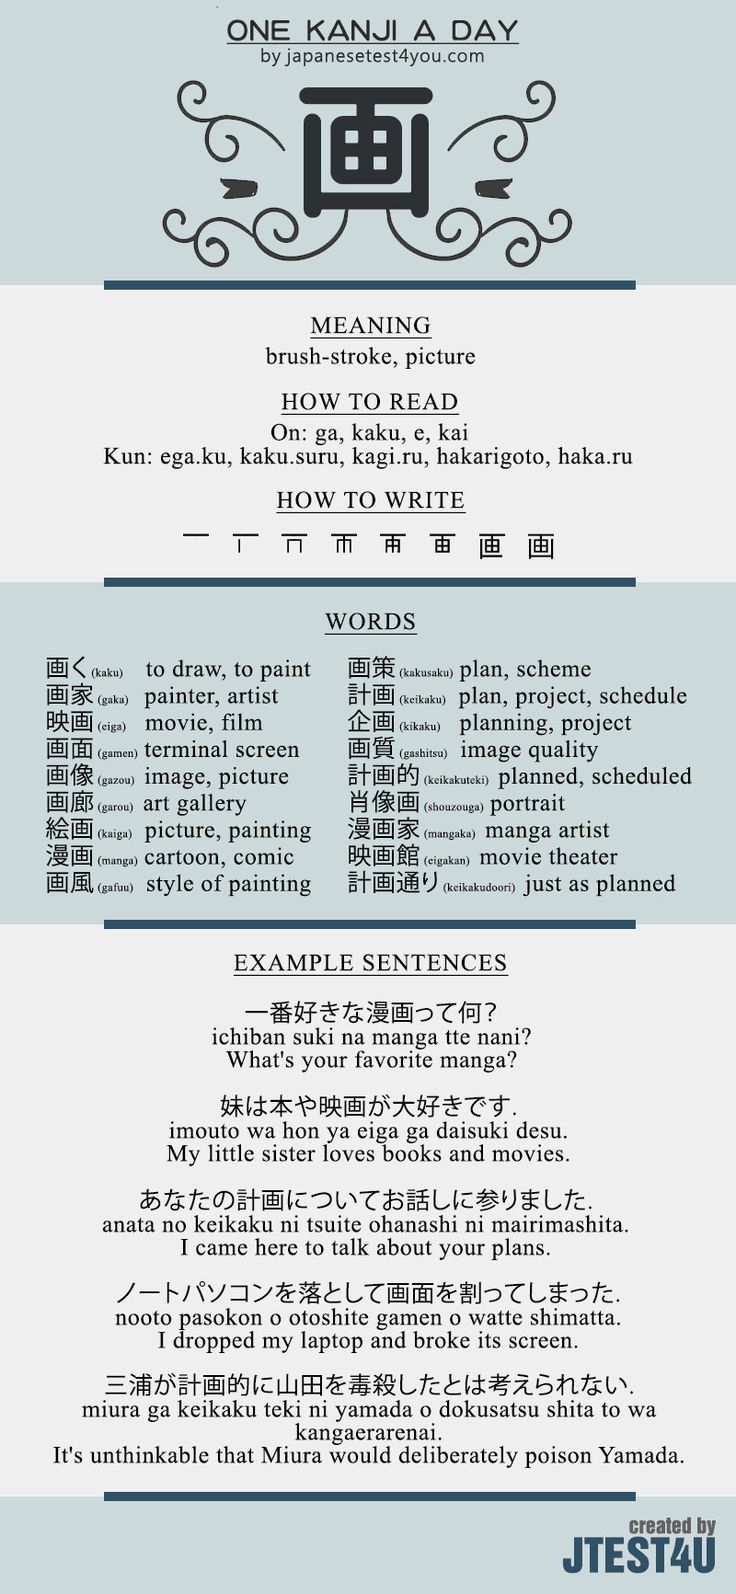 ONE KANJI A DAY
by japanesetest4you.com
画
MEANING
brush-stroke, picture
HOW TO READ
On: ga, kaku, e, kai
Kun: ega.ku, kaku.suru, kagi.ru, hakarigoto, haka.ru
HOW TO WRITE
画
WORDS
画く (kaku) to draw, to paint
画家 (gaka) painter, artist
映画 (eiga) movie, film
画面 (gamen) terminal screen
画像 (gazou) image, picture
画廊 (garou) art gallery
絵画 (kaiga) picture, painting
漫画 (manga) cartoon, comic
画風 (gafuu) style of painting
画策 (kakusaku) plan, scheme
計画 (keikaku) plan, project, schedule
企画 (kikaku) planning, project
画質 (gashitsu) image quality
計画的 (keikakuteki) planned, scheduled
肖像画 (shouzouga) portrait
漫画家 (mangaka) manga artist
映画館 (eigakan) movie theater
計画通り (keikakudoori) just as planned
EXAMPLE SENTENCES
一番好きな漫画って何？
ichiban suki na manga tte nani?
What's your favorite manga?
妹は本や映画が大好きです.
imouto wa hon ya eiga ga daisuki desu.
My little sister loves books and movies.
あなたの計画についてお話しに参りました.
anata no keikaku ni tsuite ohanashi ni mairimashita.
I came here to talk about your plans.
ノートパソコンを落として画面を割ってしまった.
nooto pasokon o otoshite gamen o watte shimatta.
I dropped my laptop and broke its screen.
三浦が計画的に山田を毒殺したとは考えられない.
miura ga keikaku teki ni yamada o dokusatsu shita to wa
kangaerarenai.
It's unthinkable that Miura would deliberately poison Yamada.
created by
JTEST4U